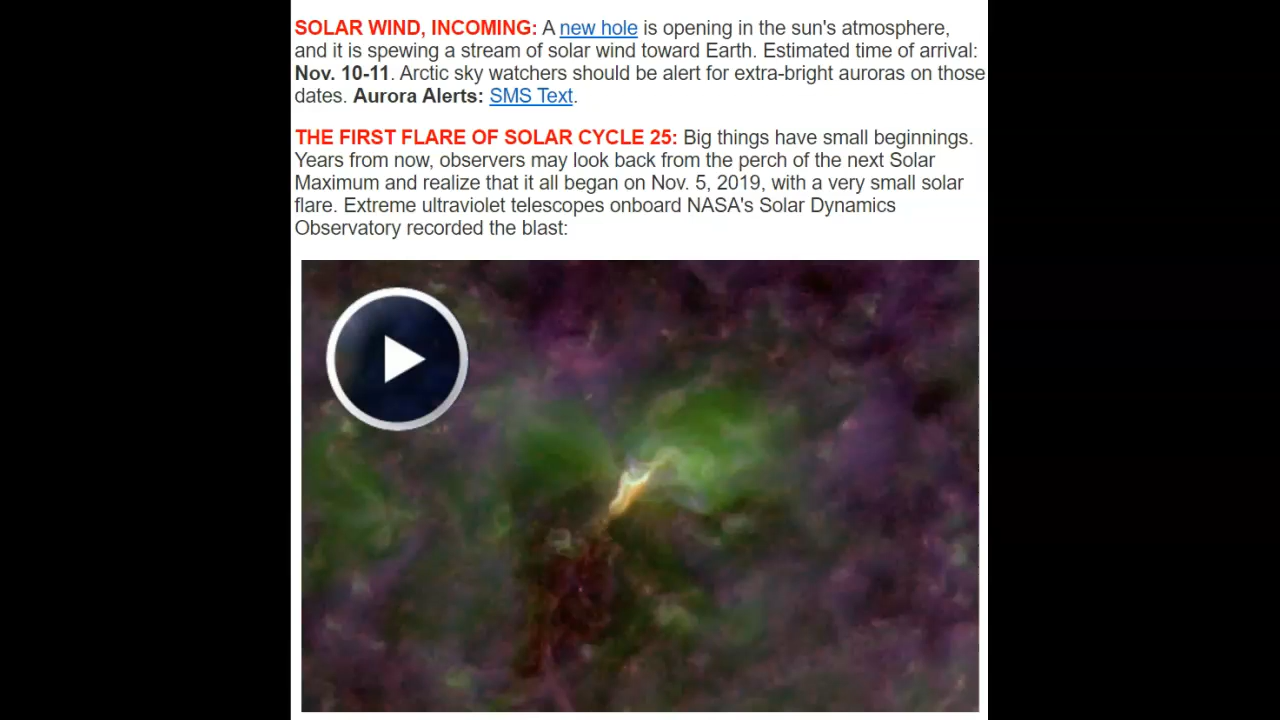 SOLAR WIND, INCOMING: A new hole is opening in the sun's atmosphere,
and it is spewing a stream of solar wind toward Earth. Estimated time of arrival:
Nov. 10-11. Arctic sky watchers should be alert for extra-bright auroras on those
dates. Aurora Alerts: SMS Text.
THE FIRST FLARE OF SOLAR CYCLE 25: Big things have small beginnings.
Years from now, observers may look back from the perch of the next Solar
Maximum and realize that it all began on Nov. 5, 2019, with a very small solar
flare. Extreme ultraviolet telescopes onboard NASA's Solar Dynamics
Observatory recorded the blast: